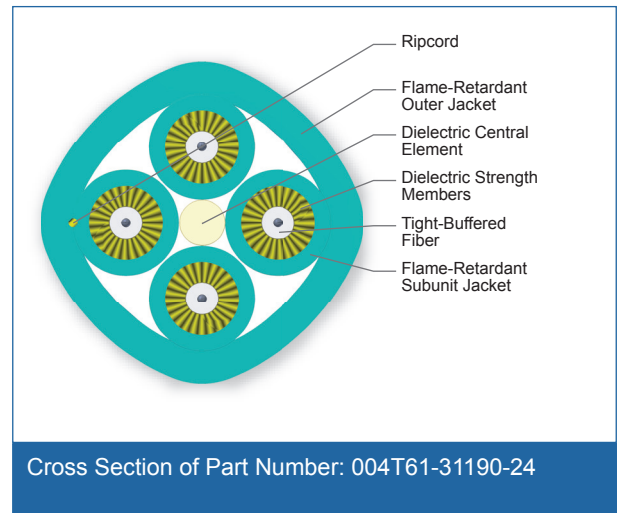 Ripcord
Flame-Retardant
Outer Jacket
Dielectric Central
Element
Dielectric Strength
Members
Tight-Buffered
Fiber
Flame-Retardant
Subunit Jacket
Cross Section of Part Number: 004T61-31190-24